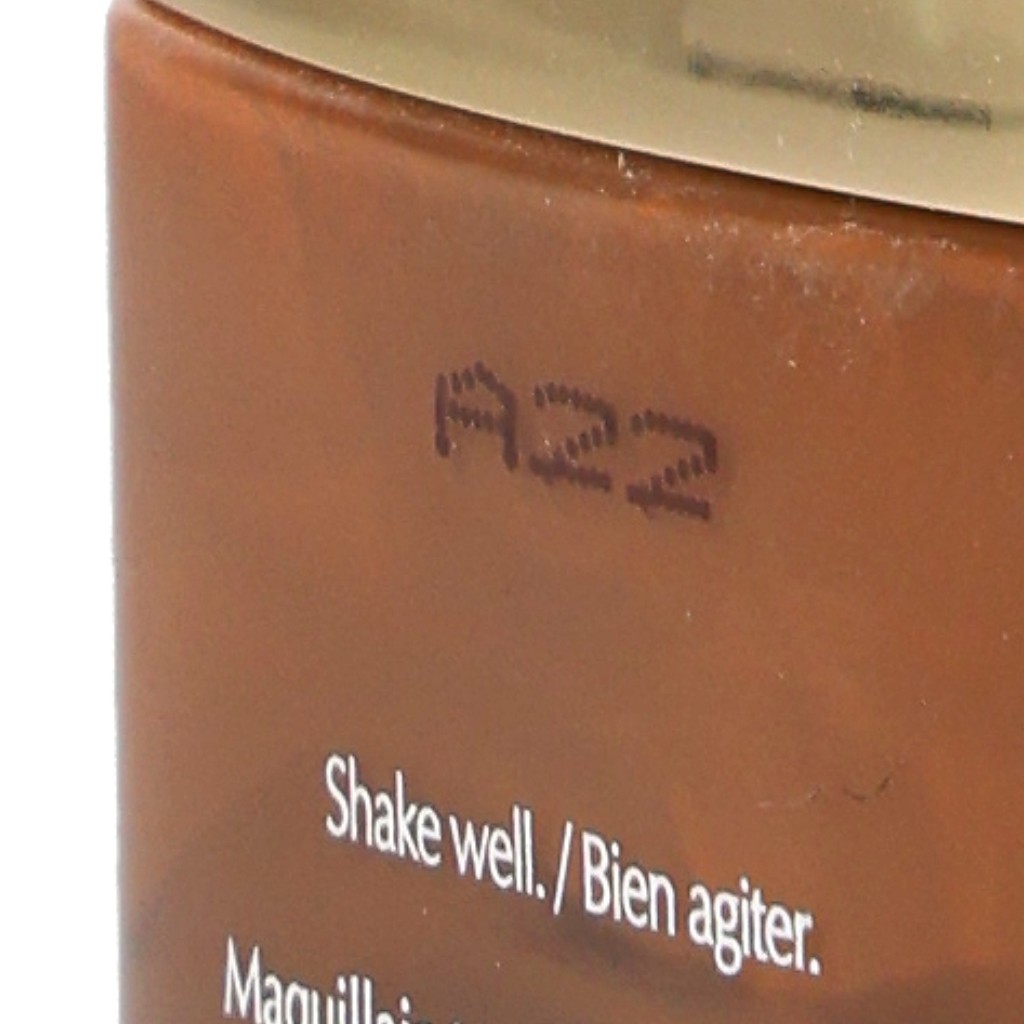 A22
Shake well. / Bien agiter.